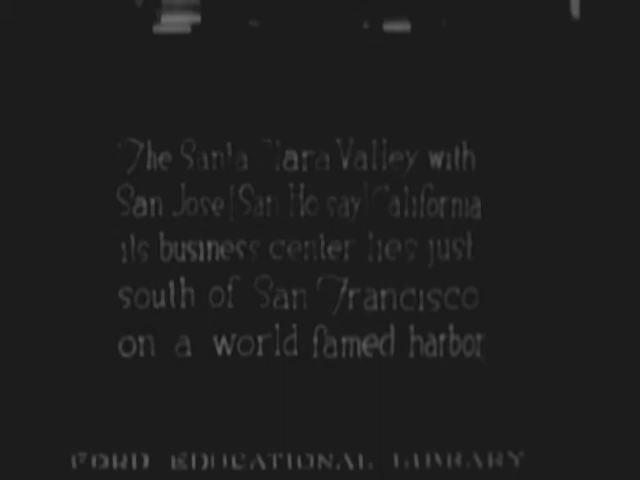 The Santa Clara Valley with
San Jose [San Ho say] California
its business center lies just
south of San Francisco
on a world famed harbor
FORD EDUCATIONAL LIBRARY